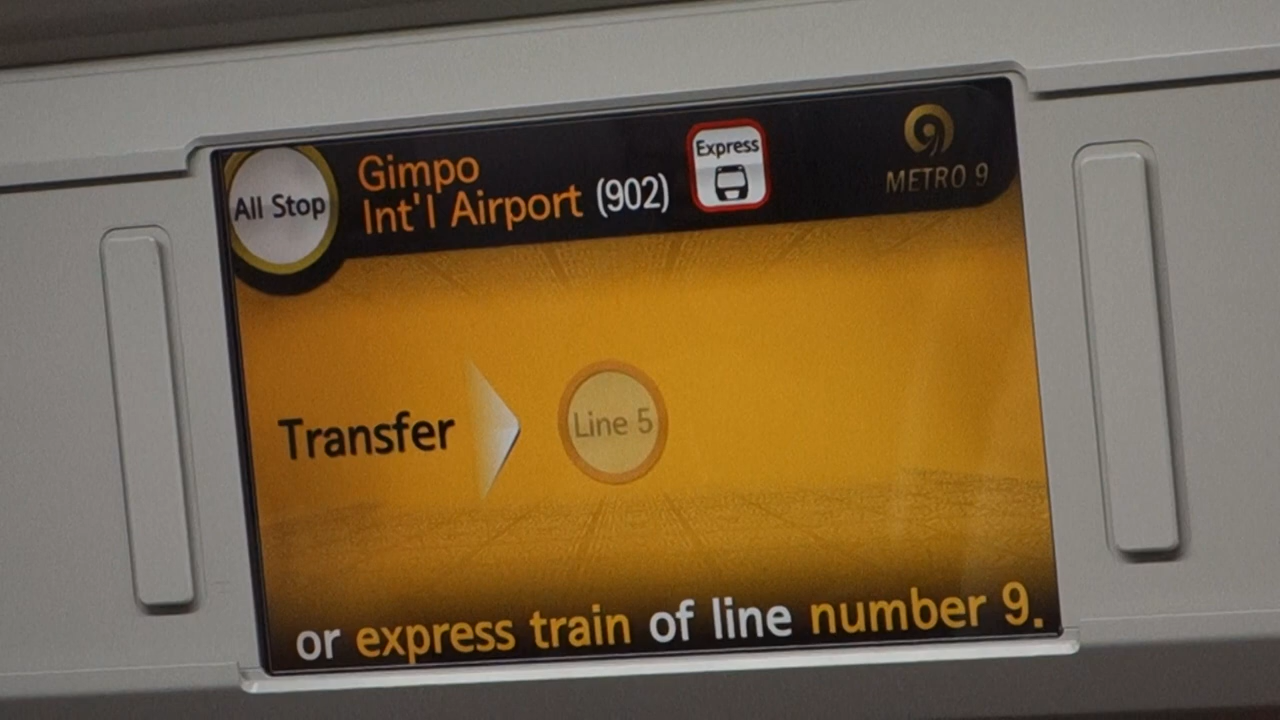 All Stop
Gimpo
Int'l Airport (902)
Express
METRO 9
Transfer
Line 5
or express train of line number 9.